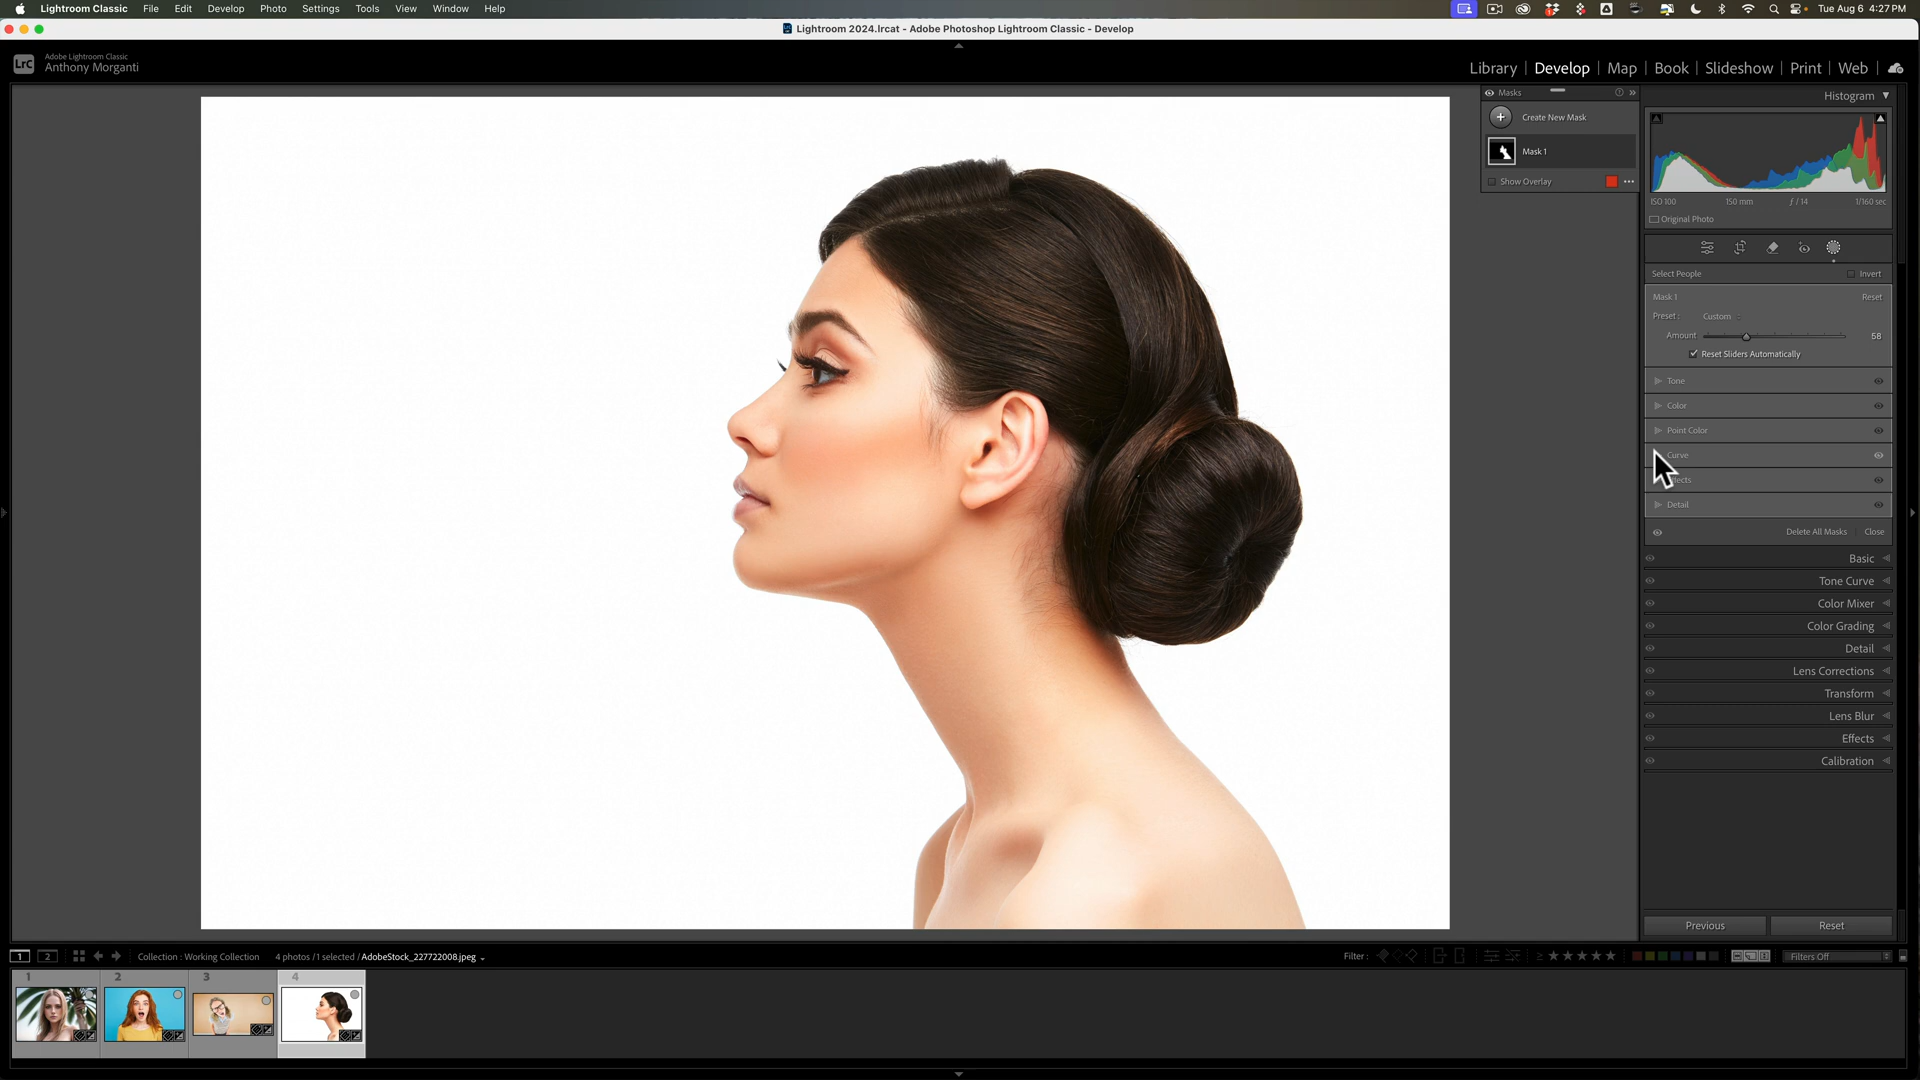 Lightroom Classic File Edit Develop Photo Settings Tools View Window Help Tue Aug 6 4:27 PM
Lightroom 2024.lrcat - Adobe Photoshop Lightroom Classic - Develop
LrC Adobe Lightroom Classic
Anthony Morganti
Library | Develop | Map | Book | Slideshow | Print | Web
Masks
Create New Mask
Mask 1
Show Overlay
Histogram
ISO 100 150 mm ƒ / 14 1/160 sec
Original Photo
Select People Invert
Mask 1 Reset
Preset : Custom
Amount 58
Reset Sliders Automatically
Tone
Color
Point Color
Curve
Detail
Delete All Masks Close
Basic
Tone Curve
Color Mixer
Color Grading
Detail
Lens Corrections
Transform
Lens Blur
Effects
Calibration
Previous Reset
1 2 Collection : Working Collection 4 photos / 1 selected / AdobeStock_227722008.jpeg Filter : Filters Off
1 2 3 4